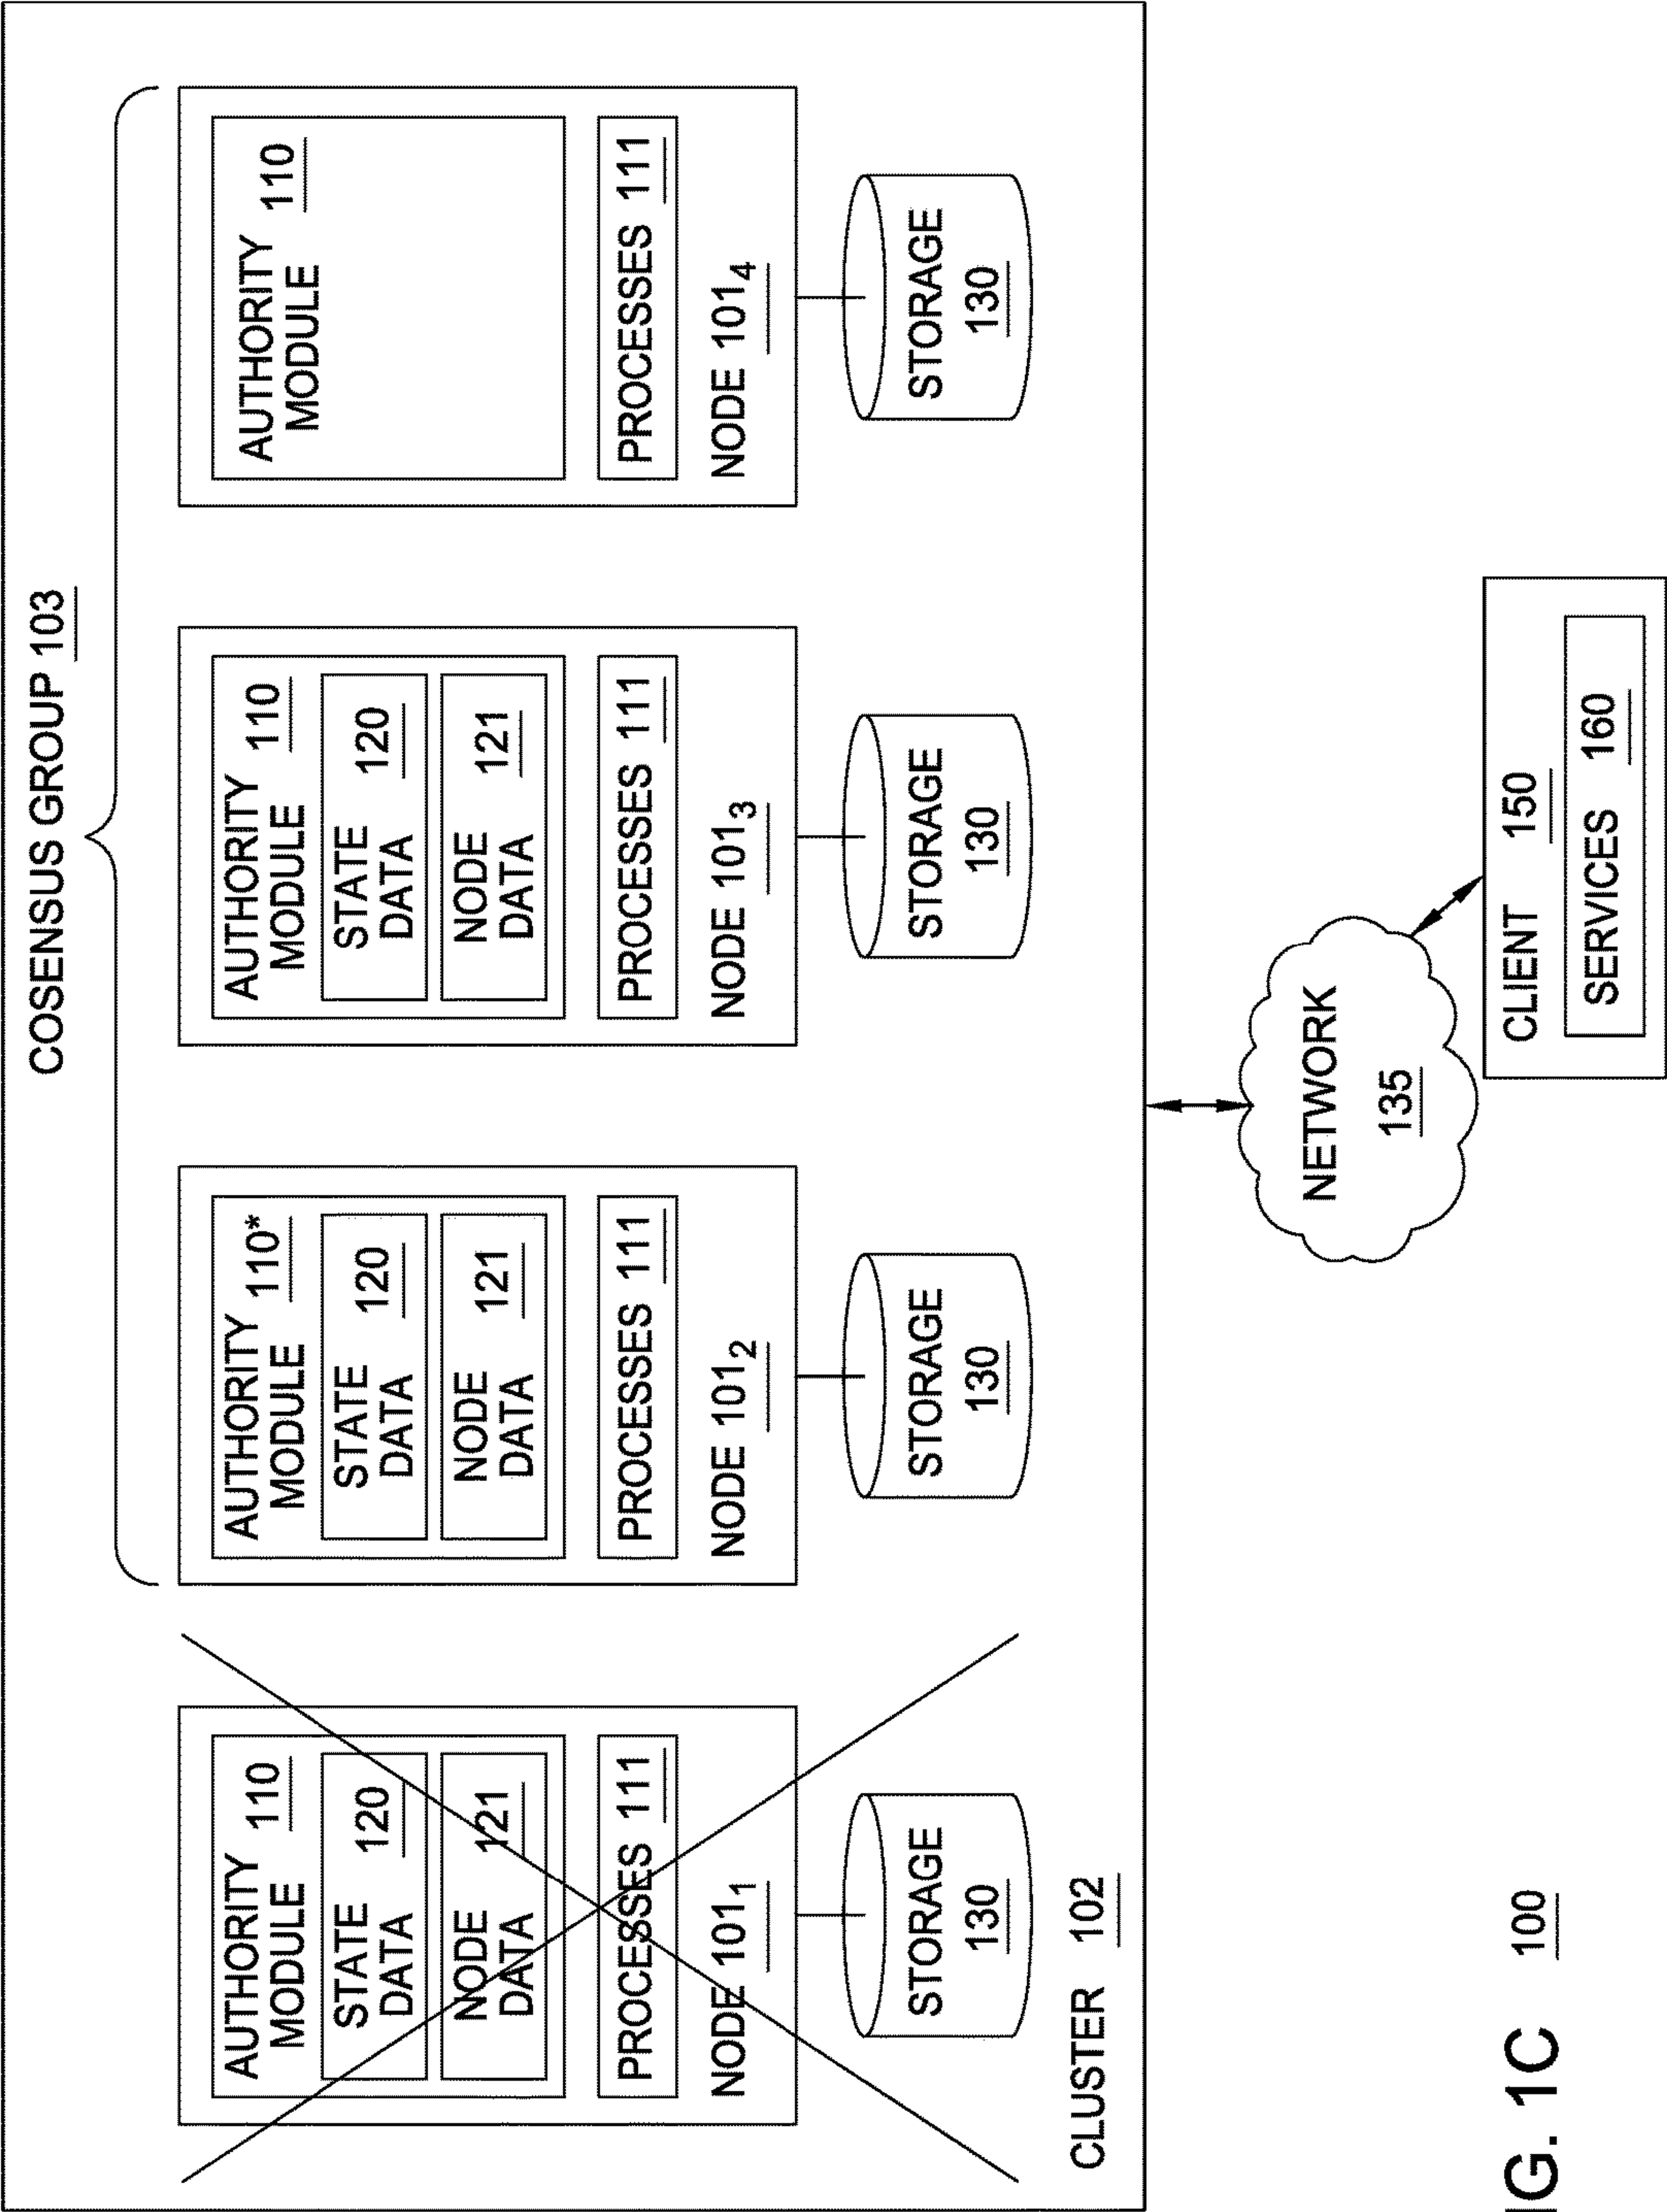 COSENSUS GROUP 103
AUTHORITY 110
MODULE
STATE 120
DATA
NODE 121
DATA
PROCESSES 111
NODE 101₁
STORAGE
130
AUTHORITY 110*
MODULE
STATE 120
DATA
NODE 121
DATA
PROCESSES 111
NODE 101₂
STORAGE
130
AUTHORITY 110
MODULE
STATE 120
DATA
NODE 121
DATA
PROCESSES 111
NODE 101₃
STORAGE
130
AUTHORITY 110
MODULE
PROCESSES 111
NODE 101₄
STORAGE
130
CLUSTER 102
NETWORK
135
CLIENT 150
SERVICES 160
IG. 1C 100